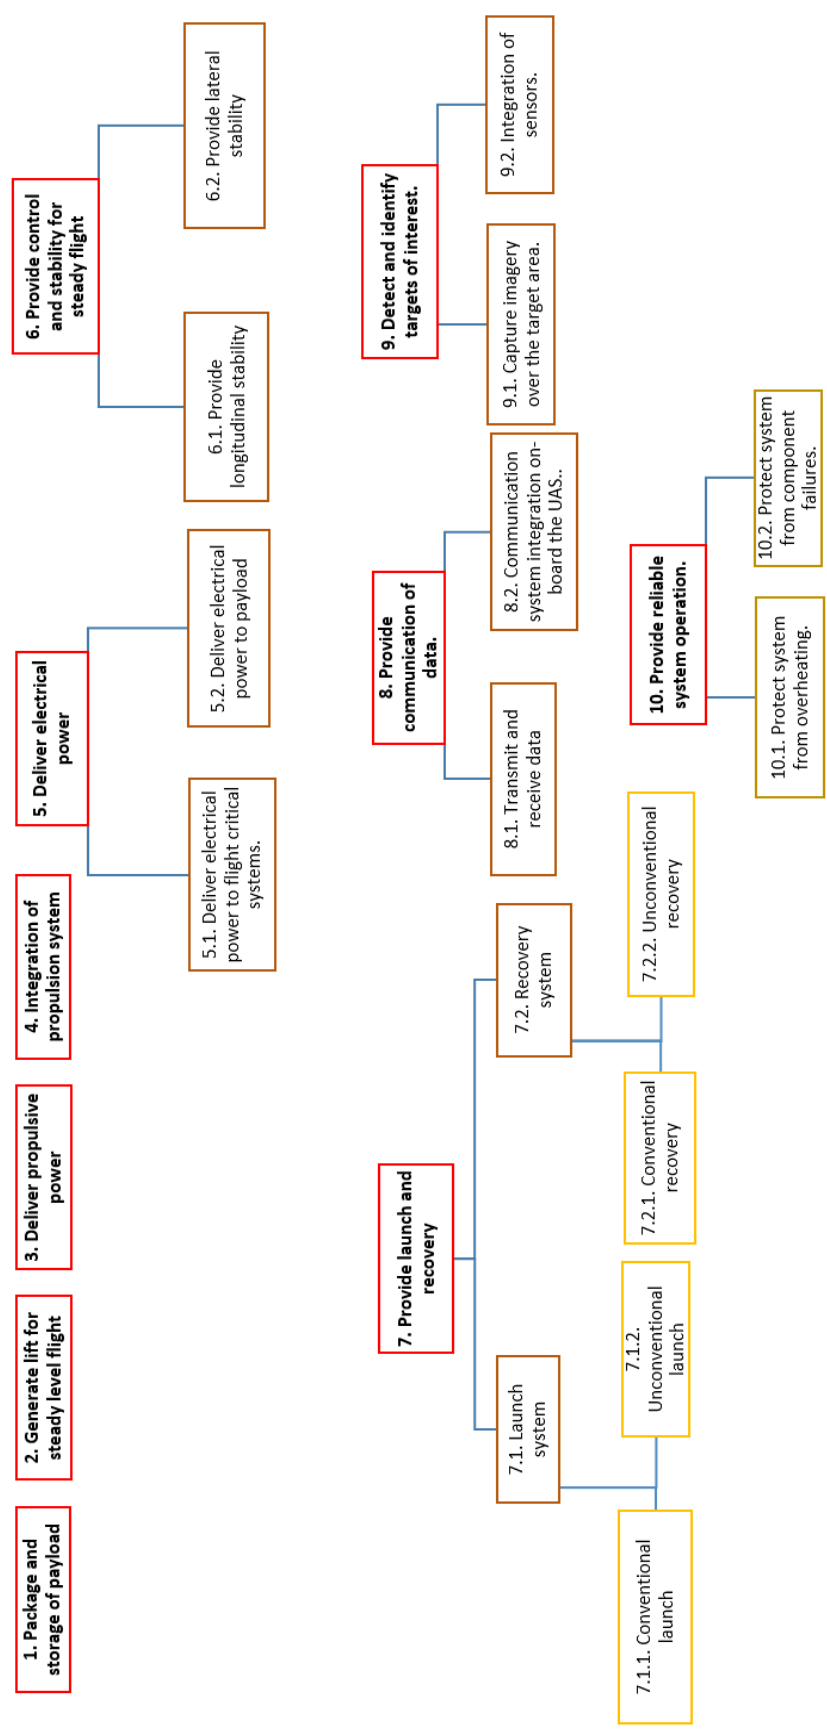 1. Package and
storage of payload
2. Generate lift for
steady level flight
3. Deliver propulsive
power
4. Integration of
propulsion system
5. Deliver electrical
power
6. Provide control
and stability for
steady flight
5.1. Deliver electrical
power to flight critical
systems.
5.2. Deliver electrical
power to payload
6.1. Provide
longitudinal stability
6.2. Provide lateral
stability
7. Provide launch and
recovery
8. Provide
communication of
data.
9. Detect and identify
targets of interest.
7.1. Launch
system
7.2. Recovery
system
8.1. Transmit and
receive data
8.2. Communication
system integration on-
board the UAS..
9.1. Capture imagery
over the target area.
9.2. Integration of
sensors.
7.1.1. Conventional
launch
7.1.2.
Unconventional
launch
7.2.1. Conventional
recovery
7.2.2. Unconventional
recovery
10. Provide reliable
system operation.
10.1. Protect system
from overheating.
10.2. Protect system
from component
failures.